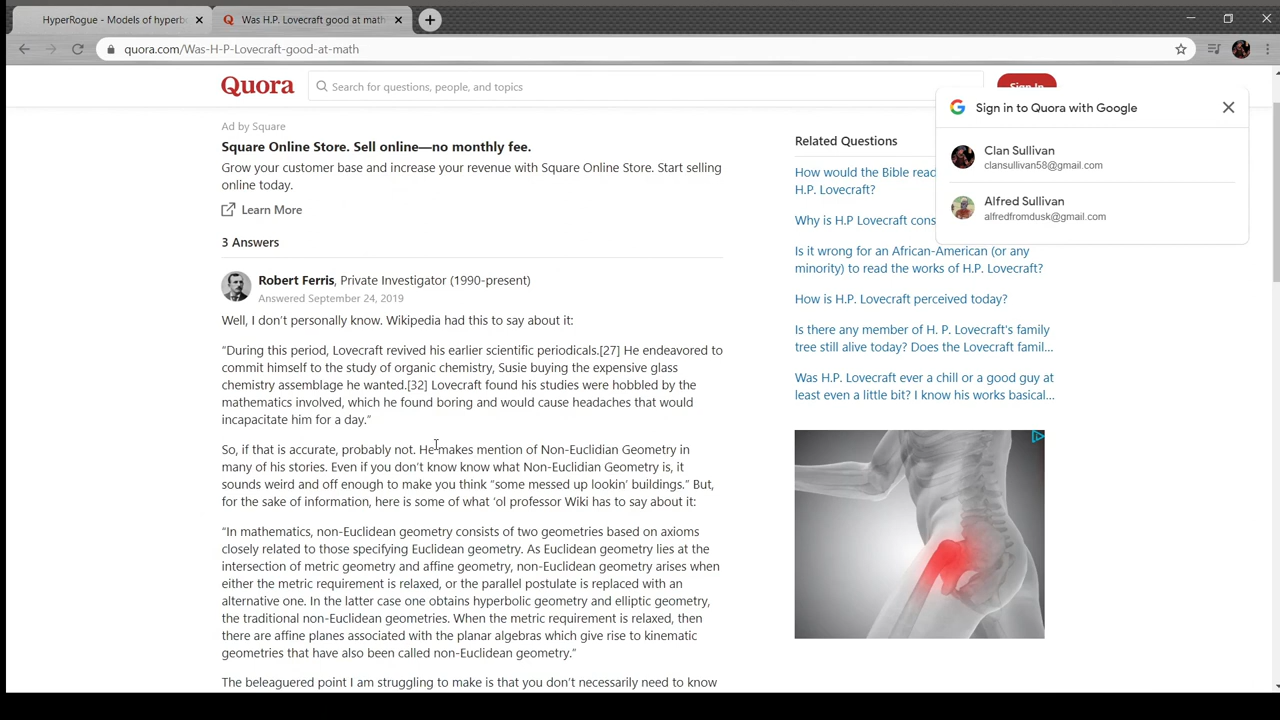 HyperRogue - Models of hyperb
Was H.P. Lovecraft good at math
quora.com/Was-H-P-Lovecraft-good-at-math
Quora
Search for questions, people, and topics
Sign In
Sign in to Quora with Google
Clan Sullivan
clansullivan58@gmail.com
Alfred Sullivan
alfredfromdusk@gmail.com
Ad by Square
Square Online Store. Sell online—no monthly fee.
Grow your customer base and increase your revenue with Square Online Store. Start selling
online today.
Learn More
3 Answers
Robert Ferris, Private Investigator (1990-present)
Answered September 24, 2019
Well, I don't personally know. Wikipedia had this to say about it:
“During this period, Lovecraft revived his earlier scientific periodicals.[27] He endeavored to
commit himself to the study of organic chemistry, Susie buying the expensive glass
chemistry assemblage he wanted.[32] Lovecraft found his studies were hobbled by the
mathematics involved, which he found boring and would cause headaches that would
incapacitate him for a day.”
So, if that is accurate, probably not. He makes mention of Non-Euclidian Geometry in
many of his stories. Even if you don't know know what Non-Euclidian Geometry is, it
sounds weird and off enough to make you think “some messed up lookin' buildings.” But,
for the sake of information, here is some of what 'ol professor Wiki has to say about it:
“In mathematics, non-Euclidean geometry consists of two geometries based on axioms
closely related to those specifying Euclidean geometry. As Euclidean geometry lies at the
intersection of metric geometry and affine geometry, non-Euclidean geometry arises when
either the metric requirement is relaxed, or the parallel postulate is replaced with an
alternative one. In the latter case one obtains hyperbolic geometry and elliptic geometry,
the traditional non-Euclidean geometries. When the metric requirement is relaxed, then
there are affine planes associated with the planar algebras which give rise to kinematic
geometries that have also been called non-Euclidean geometry.”
The beleaguered point I am struggling to make is that you don't necessarily need to know
Related Questions
How would the Bible read
H.P. Lovecraft?
Why is H.P Lovecraft cons
Is it wrong for an African-American (or any
minority) to read the works of H.P. Lovecraft?
How is H.P. Lovecraft perceived today?
Is there any member of H. P. Lovecraft's family
tree still alive today? Does the Lovecraft famil...
Was H.P. Lovecraft ever a chill or a good guy at
least even a little bit? I know his works basical...